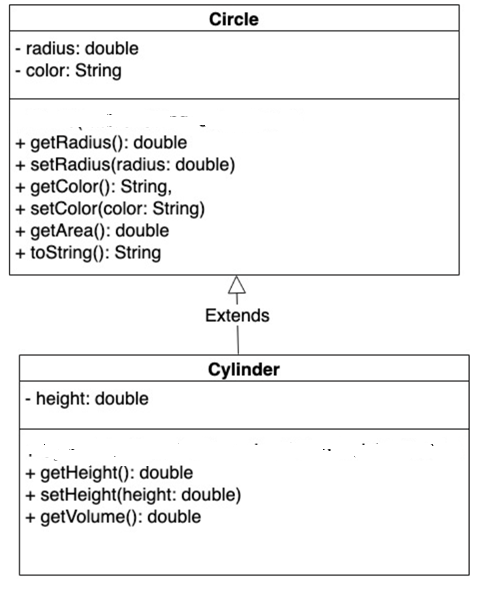 Circle
- radius: double
- color: String
+ getRadius(): double
+ setRadius(radius: double)
+ getColor(): String,
+ setColor(color: String)
+ getArea(): double
+ toString(): String
Extends
Cylinder
- height: double
+ getHeight(): double
+ setHeight(height: double)
+ getVolume(): double